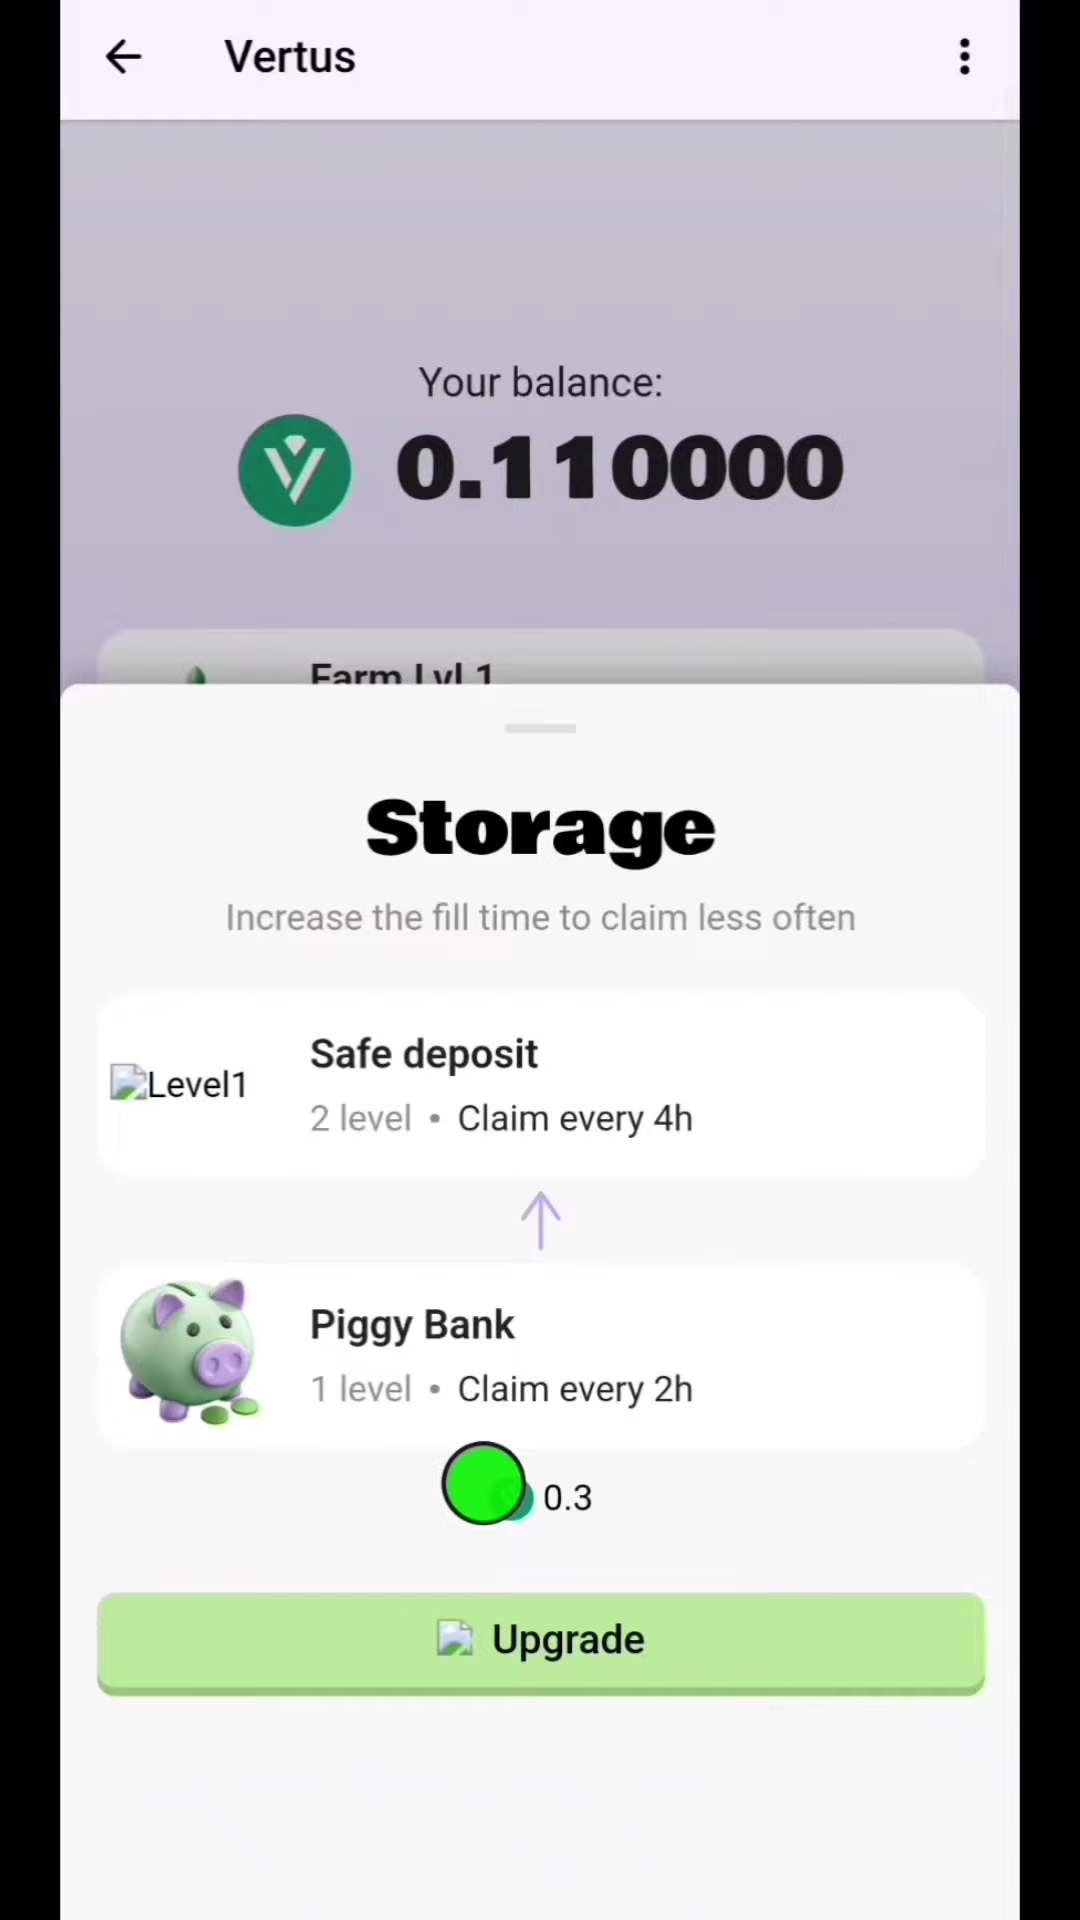 Vertus
Your balance:
0.110000
Farm Lvl 1
Storage
Increase the fill time to claim less often
Level1
Safe deposit
2 level • Claim every 4h
Piggy Bank
1 level • Claim every 2h
0.3
Upgrade